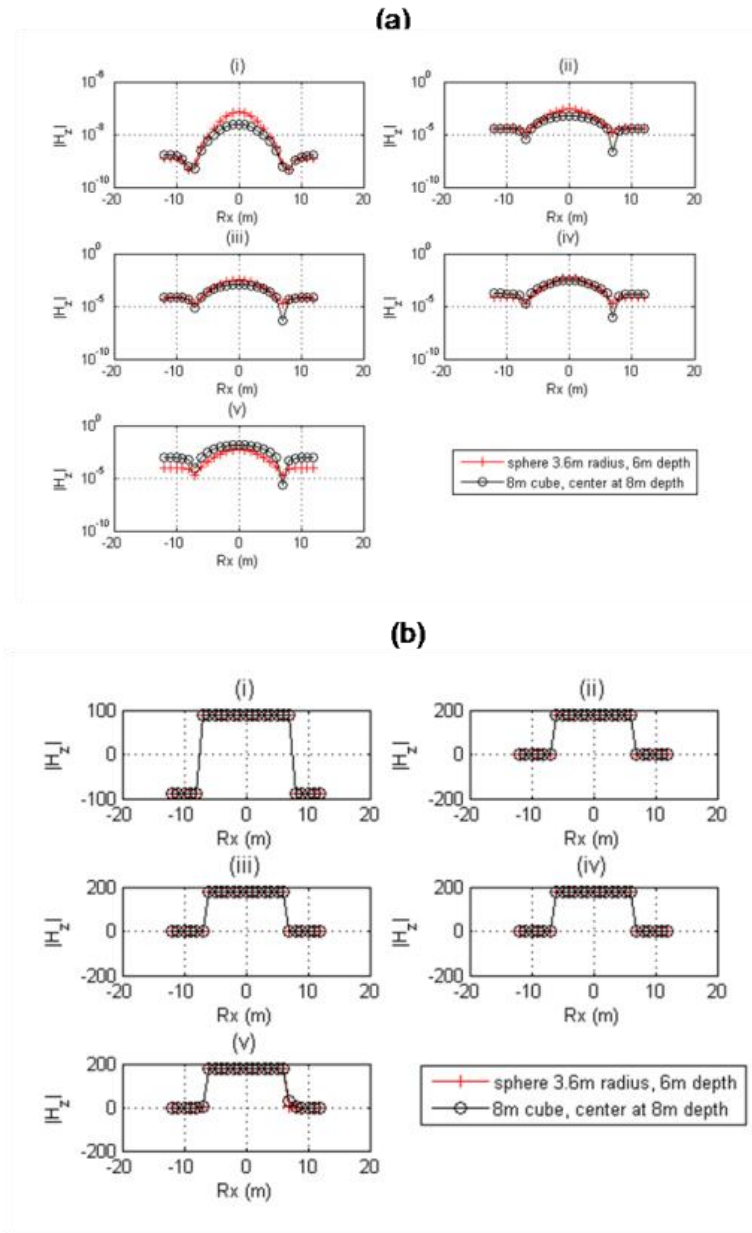 (a)
(i)
10^-6
10^-8
10^-10
|H_z|
-20 -10 0 10 20
Rx (m)
(ii)
10^0
10^-5
10^-10
|H_z|
-20 -10 0 10 20
Rx (m)
(iii)
10^0
10^-5
10^-10
|H_z|
-20 -10 0 10 20
Rx (m)
(iv)
10^0
10^-5
10^-10
|H_z|
-20 -10 0 10 20
Rx (m)
(v)
10^0
10^-5
10^-10
|H_z|
-20 -10 0 10 20
Rx (m)
sphere 3.6m radius, 6m depth
8m cube, center at 8m depth
(b)
(i)
100
0
-100
|H_z|
-20 -10 0 10 20
Rx (m)
(ii)
200
0
-200
|H_z|
-20 -10 0 10 20
Rx (m)
(iii)
200
0
-200
|H_z|
-20 -10 0 10 20
Rx (m)
(iv)
200
0
-200
|H_z|
-20 -10 0 10 20
Rx (m)
(v)
200
0
-200
|H_z|
-20 -10 0 10 20
Rx (m)
sphere 3.6m radius, 6m depth
8m cube, center at 8m depth